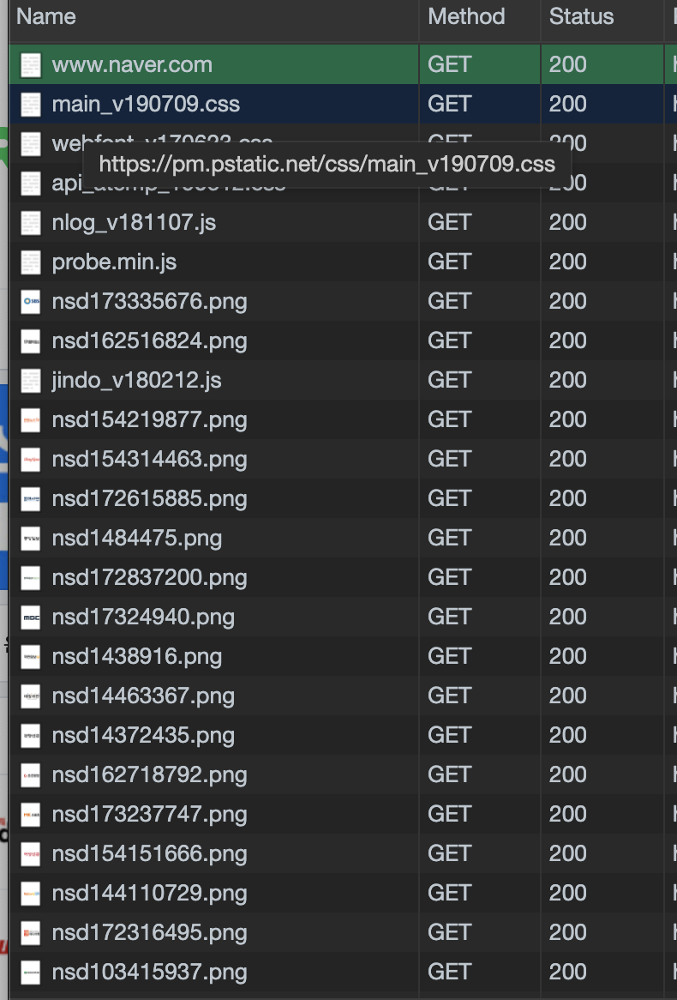 Name Method Status
www.naver.com GET 200
main_v190709.css GET 200
webfont_v170623.css GET 200
https://pm.pstatic.net/css/main_v190709.css
GET 200
nlog_v181107.js GET 200
probe.min.js GET 200
nsd173335676.png GET 200
nsd162516824.png GET 200
jindo_v180212.js GET 200
nsd154219877.png GET 200
nsd154314463.png GET 200
nsd172615885.png GET 200
nsd1484475.png GET 200
nsd172837200.png GET 200
nsd17324940.png GET 200
nsd1438916.png GET 200
nsd14463367.png GET 200
nsd14372435.png GET 200
nsd162718792.png GET 200
nsd173237747.png GET 200
nsd154151666.png GET 200
nsd144110729.png GET 200
nsd172316495.png GET 200
nsd103415937.png GET 200